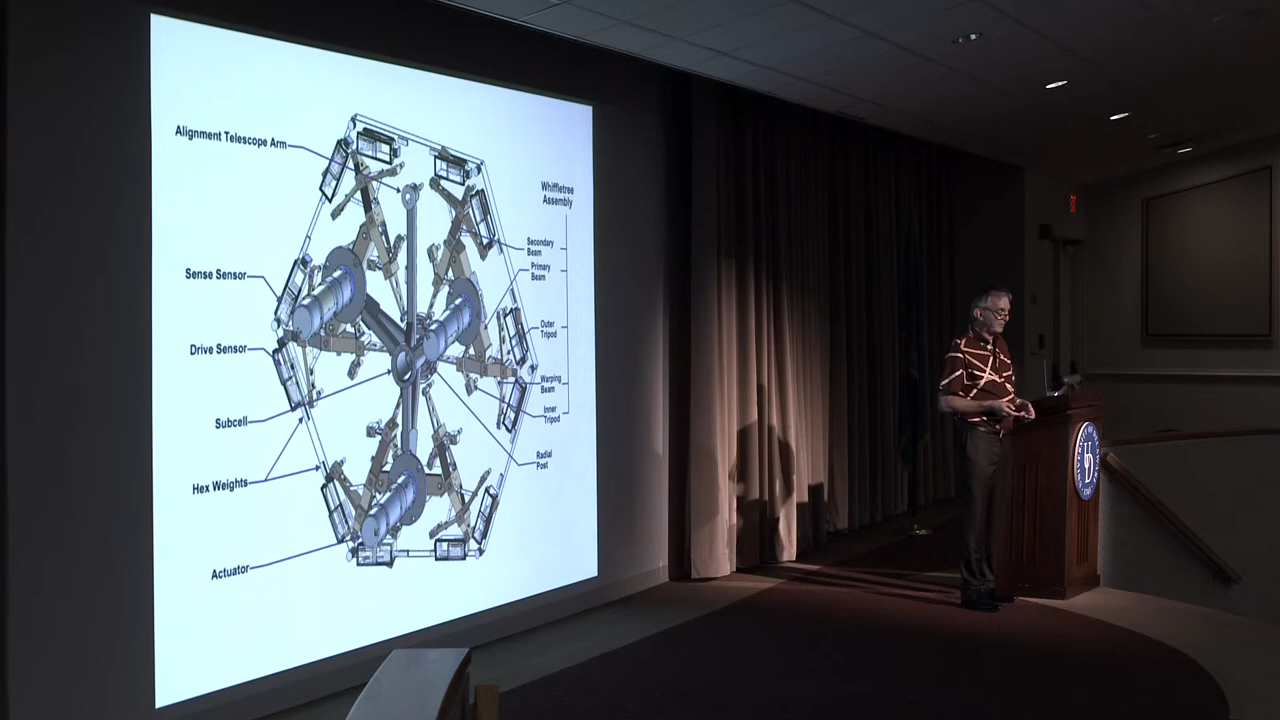 Alignment Telescope Arm
Sense Sensor
Drive Sensor
Subcell
Hex Weights
Actuator
Whiffletree
Assembly
Secondary
Beam
Primary
Beam
Outer
Tripod
Warping
Beam
Inner
Tripod
Radial
Post
UD